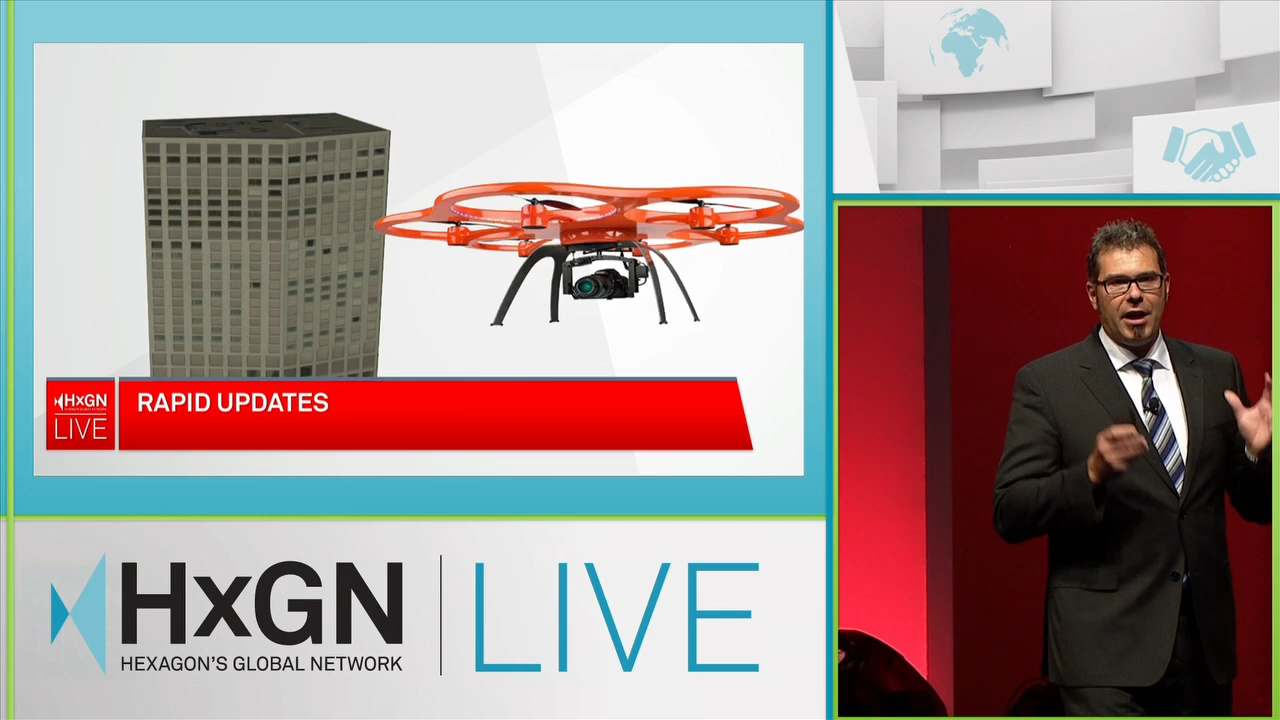 RAPID UPDATES
HxGN
LIVE
HxGN
HEXAGON'S GLOBAL NETWORK
LIVE